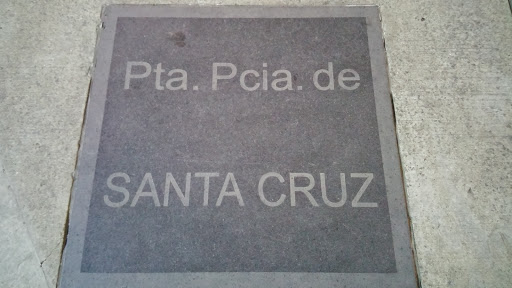 Pta. Pcia. de
SANTA CRUZ